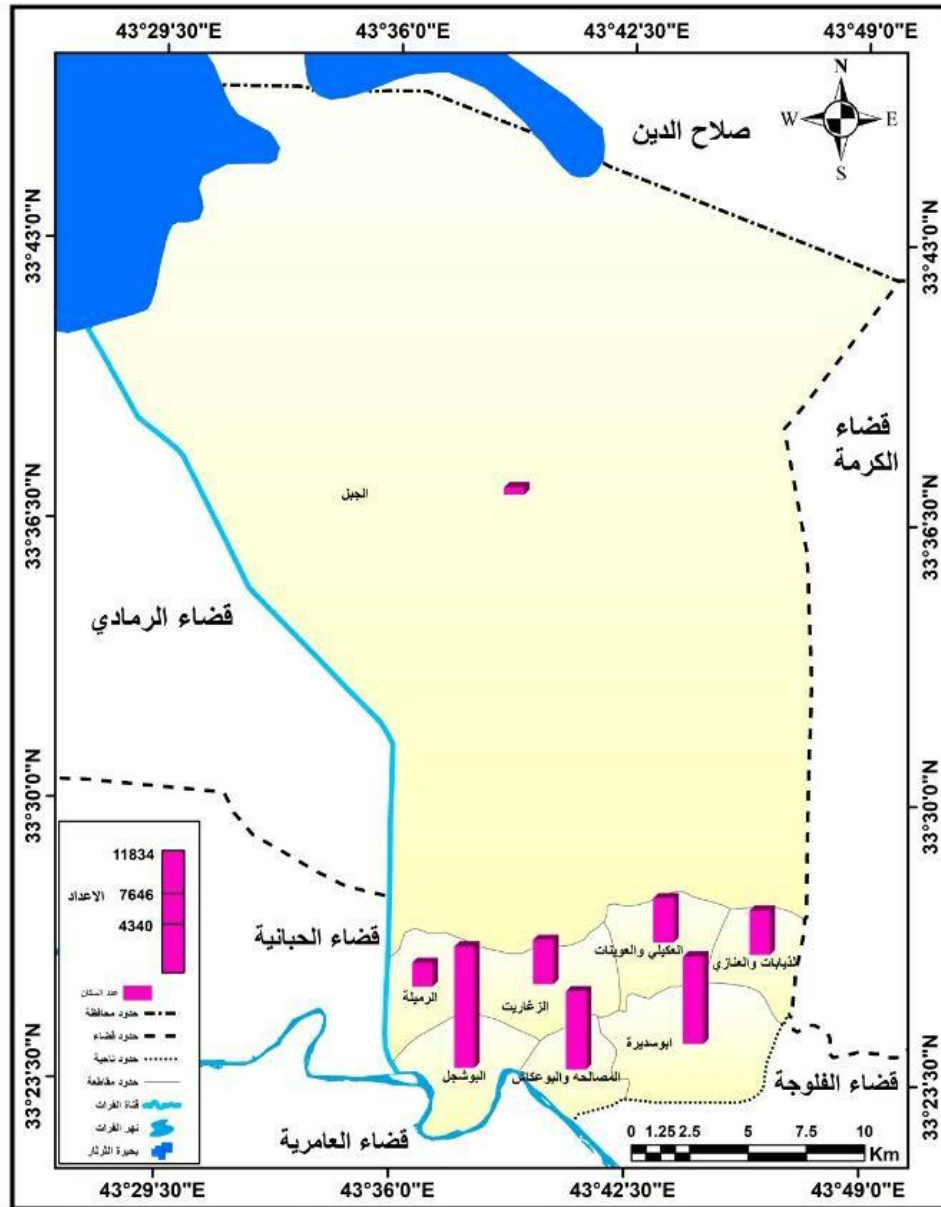 43°29'30"E 43°36'0"E 43°42'30"E 43°49'0"E
N
W E
S
صلاح الدين
33°43'0"N 33°43'0"N
قضاء
الكرمة
الجبل
33°36'30"N 33°36'30"N
قضاء الرمادي
33°30'0"N 33°30'0"N
11834
7646
الاعداد
4340
عدد السكان
حدود محافظة
حدود قضاء
حدود ناحية
حدود مقاطعة
قناة الفرات
نهر الفرات
بحيرة الثرثار
قضاء الحبانية
العكيلي والعوينات
الذيابات والعنازي
الرميلة
الزغاريت
ابوسديرة
البوشجل
المصالحه والبوعكاش
33°23'30"N 33°23'30"N
قضاء الفلوجة
قضاء العامرية
0 1.25 2.5 5 7.5 10
Km
43°29'30"E 43°36'0"E 43°42'30"E 43°49'0"E